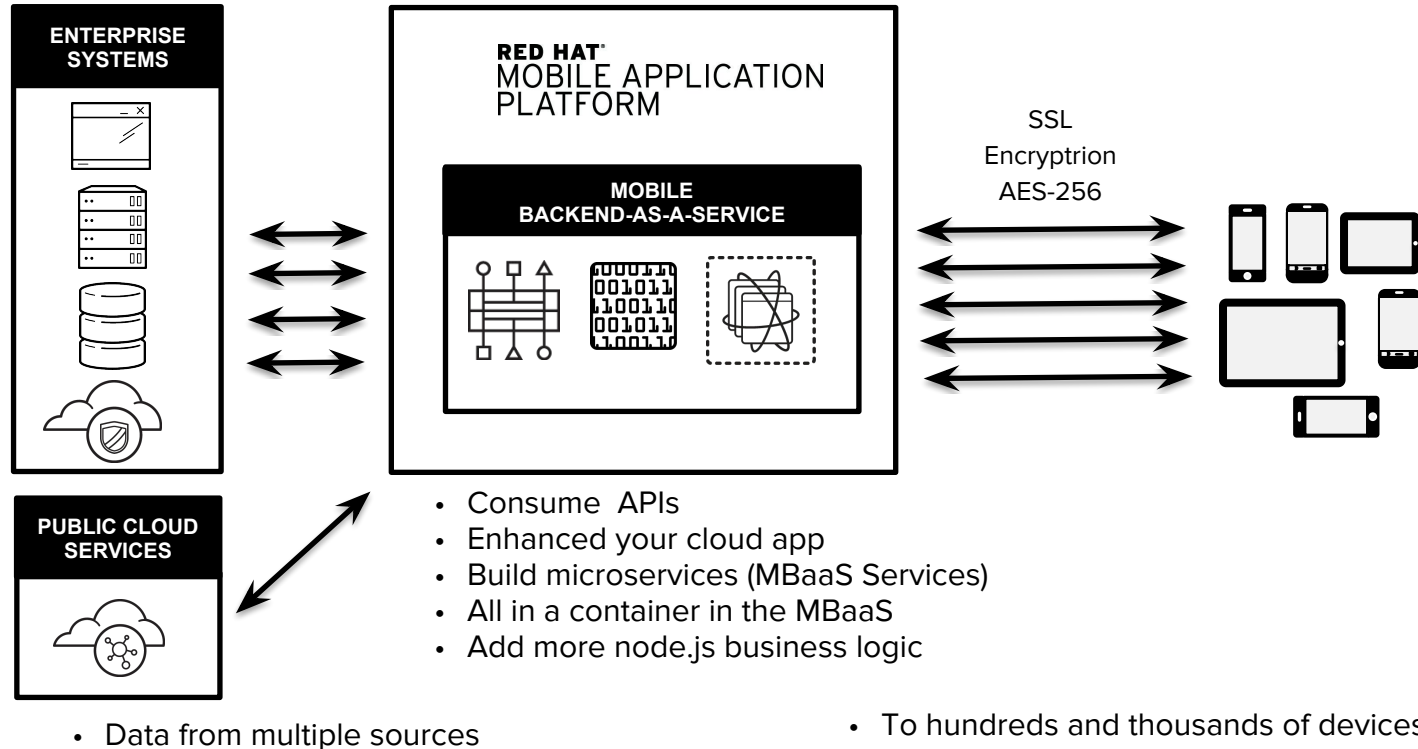 ENTERPRISE
SYSTEMS
RED HAT®
MOBILE APPLICATION
PLATFORM
MOBILE
BACKEND-AS-A-SERVICE
001011
110011
001011
110011
SSL
Encryptrion
AES-256
PUBLIC CLOUD
SERVICES
• Consume APIs
• Enhanced your cloud app
• Build microservices (MBaaS Services)
• All in a container in the MBaaS
• Add more node.js business logic
• Data from multiple sources
• To hundreds and thousands of devices